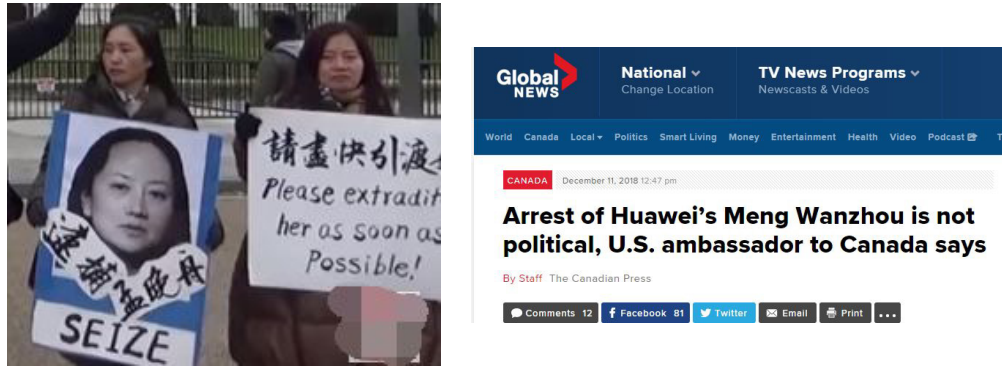 逮捕孟晚舟
SEIZE
請盡快引渡
Please extradit
her as soon as
Possible!
Global NEWS
National
Change Location
TV News Programs
Newscasts & Videos
World Canada Local Politics Smart Living Money Entertainment Health Video Podcast T
CANADA December 11, 2018 12:47 pm
Arrest of Huawei's Meng Wanzhou is not
political, U.S. ambassador to Canada says
By Staff The Canadian Press
Comments 12 Facebook 81 Twitter Email Print ...